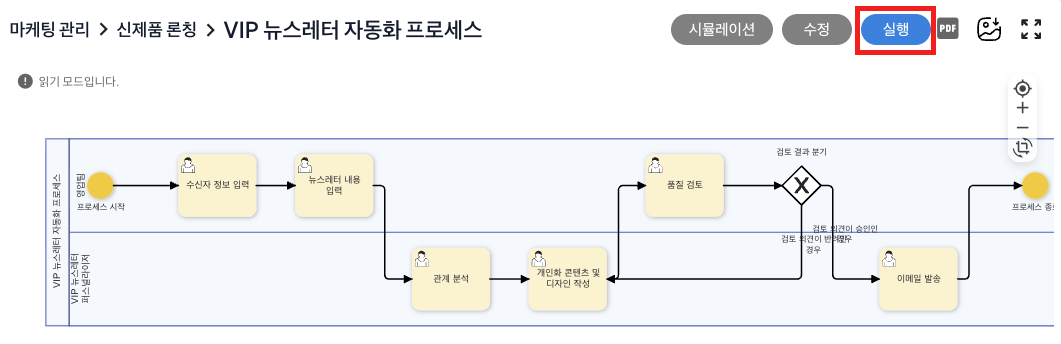 마케팅 관리 > 신제품 론칭 > VIP 뉴스레터 자동화 프로세스
시뮬레이션
수정
실행
PDF
읽기 모드입니다.
VIP 뉴스레터 자동화 프로세스
영업팀
프로세스 시작
수신자 정보 입력
뉴스레터 내용
입력
품질 검토
검토 결과 분기
X
프로세스 종
검토 의견이 승인인
검토 의견이 반려인
경우
경우
VIP 뉴스레터
퍼스널라이저
관계 분석
개인화 콘텐츠 및
디자인 작성
이메일 발송